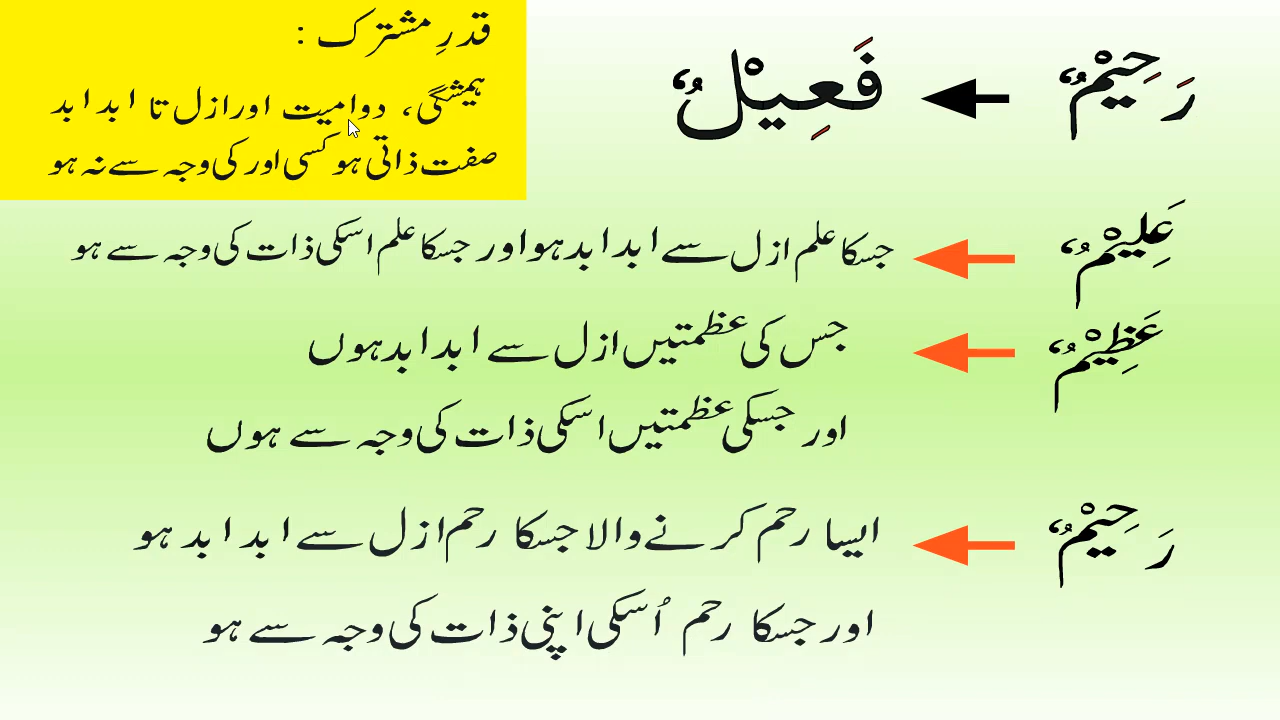 قدرِ مشترک :
ہمیشگی، دوامیت اور ازل تا ابد ابد
صفت ذاتی ہو کسی اور کی وجہ سے نہ ہو
رَحِیْمٌ فَعِیْلٌ
عَلِیْمٌ جسکا علم ازل سے ابد ابد ہو اور جسکا علم اسکی ذات کی وجہ سے ہو
عَظِیْمٌ جس کی عظمتیں ازل سے ابد ابد ہوں
اور جسکی عظمتیں اسکی ذات کی وجہ سے ہوں
رَحِیْمٌ ایسا رحم کرنے والا جسکا رحم ازل سے ابد ابد ہو
اور جسکا رحم اُسکی اپنی ذات کی وجہ سے ہو